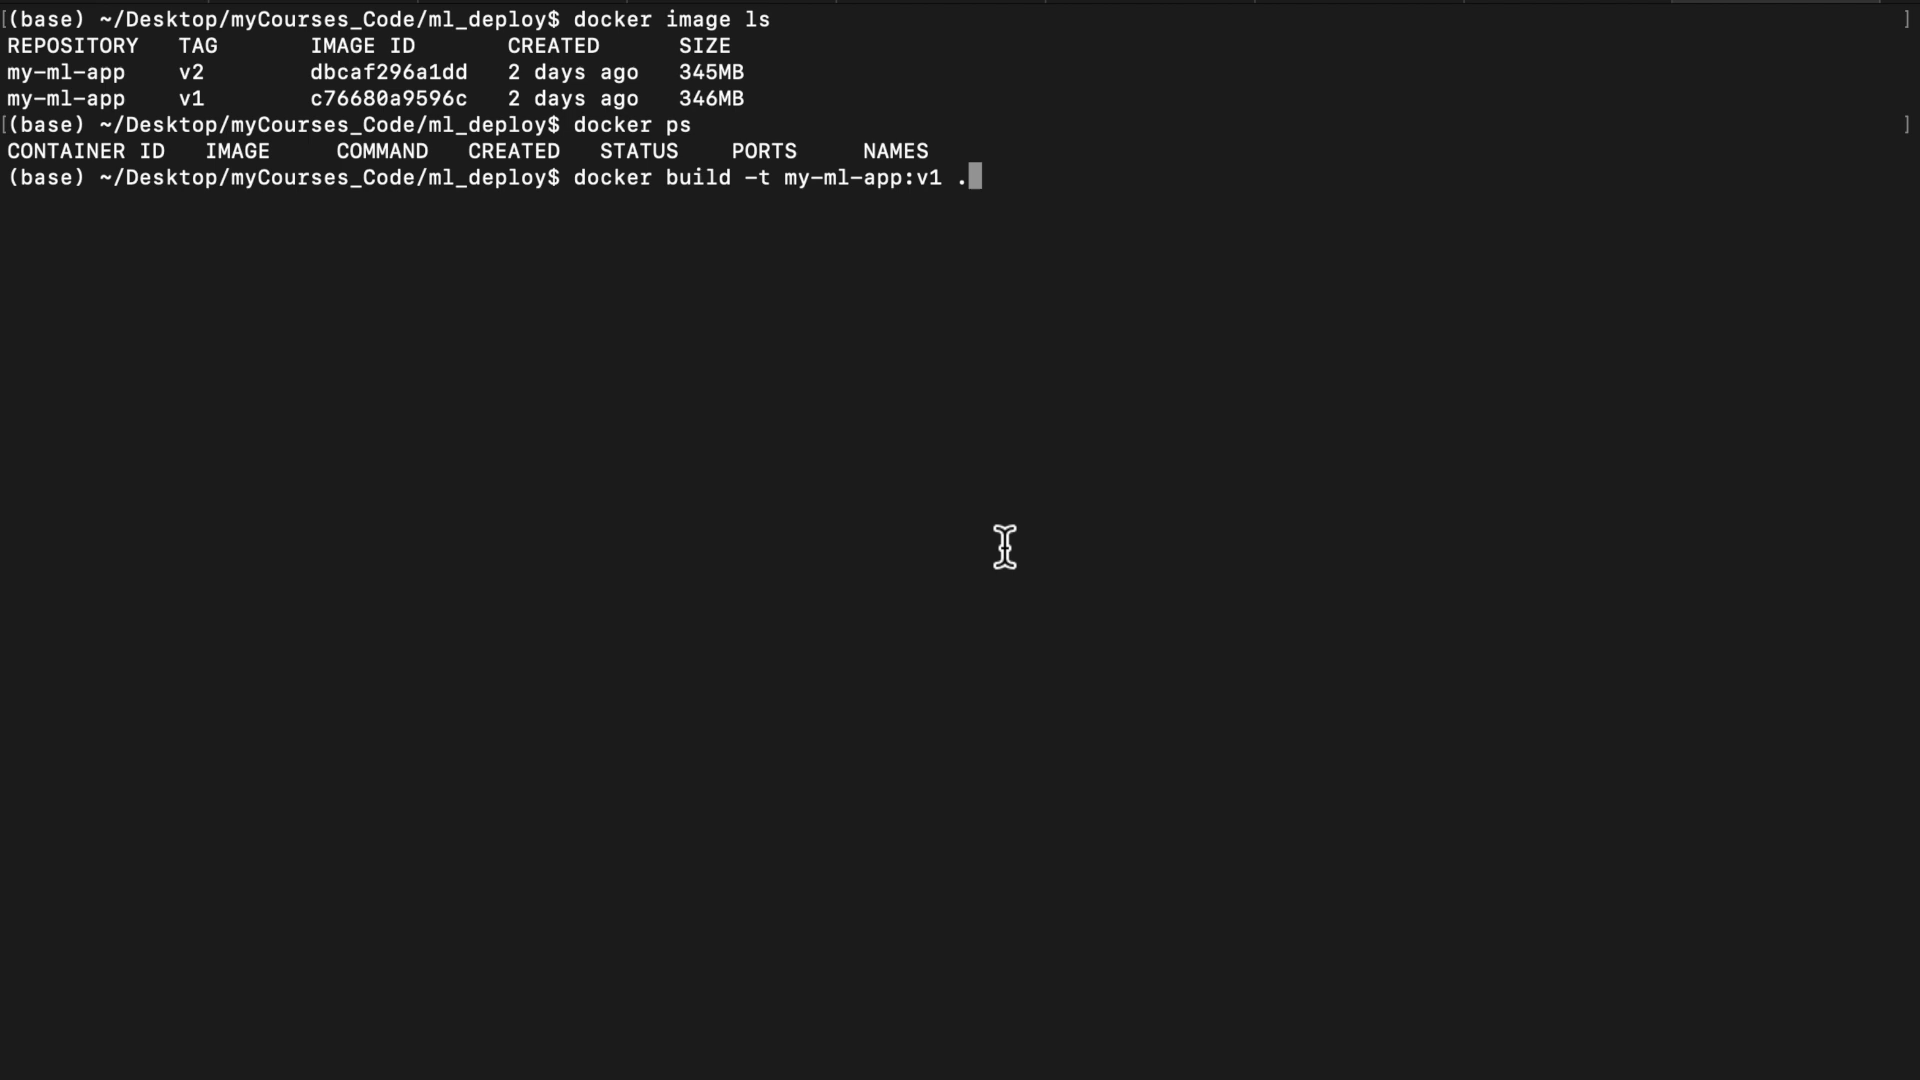 [(base) ~/Desktop/myCourses_Code/ml_deploy$ docker image ls ]
REPOSITORY   TAG       IMAGE ID       CREATED      SIZE
my-ml-app    v2        dbcaf296a1dd   2 days ago   345MB
my-ml-app    v1        c76680a9596c   2 days ago   346MB
[(base) ~/Desktop/myCourses_Code/ml_deploy$ docker ps ]
CONTAINER ID   IMAGE     COMMAND   CREATED   STATUS    PORTS     NAMES
(base) ~/Desktop/myCourses_Code/ml_deploy$ docker build -t my-ml-app:v1 .